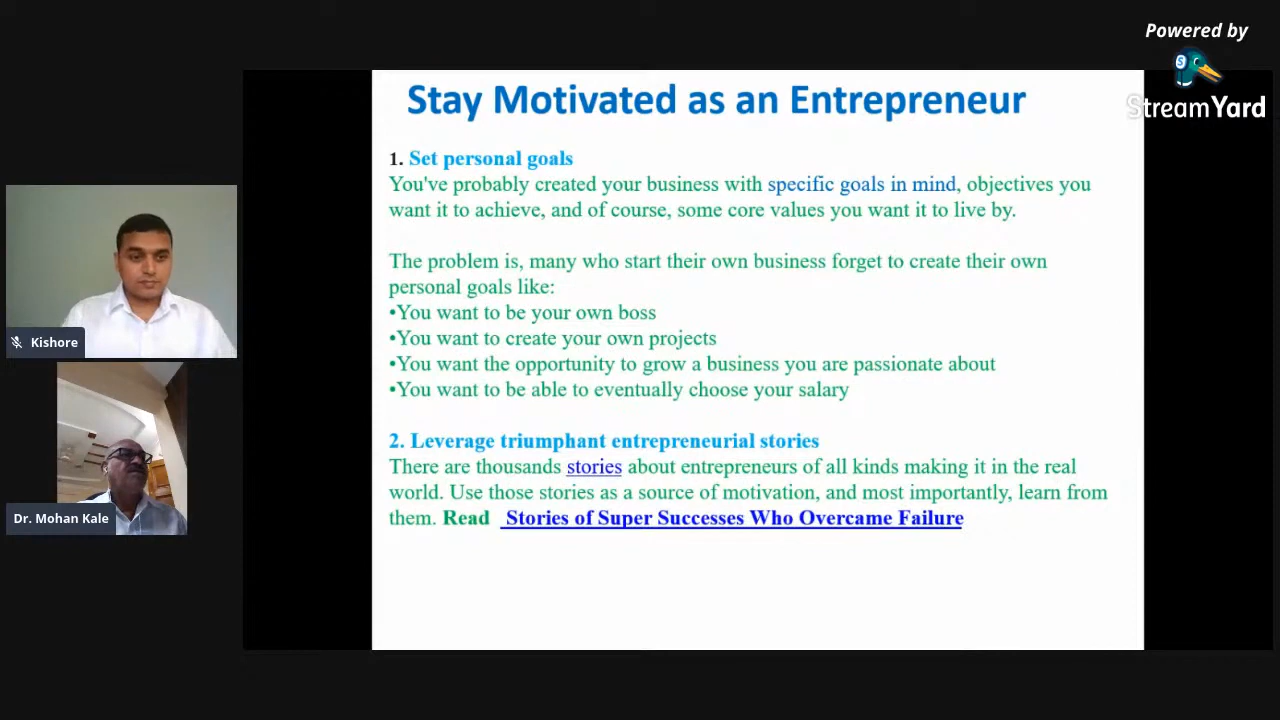 Powered by
StreamYard
Stay Motivated as an Entrepreneur
1. Set personal goals
You've probably created your business with specific goals in mind, objectives you
want it to achieve, and of course, some core values you want it to live by.
The problem is, many who start their own business forget to create their own
personal goals like:
•You want to be your own boss
•You want to create your own projects
•You want the opportunity to grow a business you are passionate about
•You want to be able to eventually choose your salary
2. Leverage triumphant entrepreneurial stories
There are thousands stories about entrepreneurs of all kinds making it in the real
world. Use those stories as a source of motivation, and most importantly, learn from
them. Read Stories of Super Successes Who Overcame Failure
Kishore
Dr. Mohan Kale